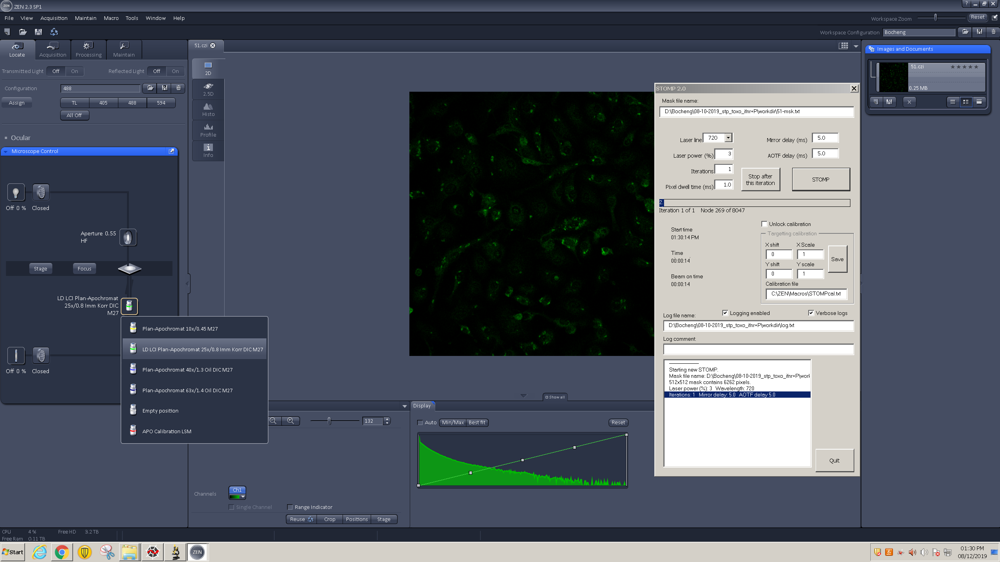 ZEN
ZEN 2.3 SP1
?
File View Acquisition Maintain Macro Tools Window Help
Workspace Zoom
Reset
Workspace Configuration
Bocheng
Locate
Acquisition
Processing
Maintain
51.czi
Images and Documents
51.czi
0.25 MB
X
Transmitted Light Off On
Reflected Light Off On
Configuration 488
Assign TL 405 488 594
All Off
Ocular
Microscope Control
Off 0 %
Closed
Aperture 0.55
HF
Stage
Focus
LD LCI Plan-Apochromat
25x/0.8 Imm Korr DIC
M27
Off 0 %
Closed
Plan-Apochromat 10x/0.45 M27
LD LCI Plan-Apochromat 25x/0.8 Imm Korr DIC M27
Plan-Apochromat 40x/1.3 Oil DIC M27
Plan-Apochromat 63x/1.4 Oil DIC M27
Empty position
APO Calibration LSM
2D
2.5D
Histo
Profile
Info
STOMP 2.0
Mask file name:
D:\Bocheng\08-10-2019_stp_toxo_ifnr+P\workdir\51-msk.txt
Laser line 720
Mirror delay (ms) 5.0
Laser power (%) 3
AOTF delay (ms) 5.0
Iterations 1
Pixel dwell time (ms) 1.0
Stop after
this iteration
STOMP
2.
Iteration 1 of 1 Node 269 of 8047
Start time
01:30:14 PM
Time
00:00:14
Beam on time
00:00:14
Unlock calibration
Targetting calibration
X shift X Scale
0 1
Y shift Y scale
0 1
Save
Calibration file
C:\ZEN\Macros\STOMPcal.txt
Log file name:
Logging enabled
Verbose logs
D:\Bocheng\08-10-2019_stp_toxo_ifnr+P\workdir\log.txt
Log comment:
Starting new STOMP.
Mask file name: D:\Bocheng\08-10-2019_stp_toxo_ifnr+P\work
512x512 mask contains 6262 pixels.
Laser power (%): 3 Wavelength: 720
Iterations: 1 Mirror delay: 5.0 AOTF delay 5.0
Quit
Show all
Display
132
Auto Min/Max Best fit Reset
Channels Ch1
Single Channel
Range Indicator
Reuse Crop Positions Stage
CPU 4 % Free HD 3.2 TB
Free Ram 0.11 TB
Start
ZEN
01:30 PM
08/12/2019